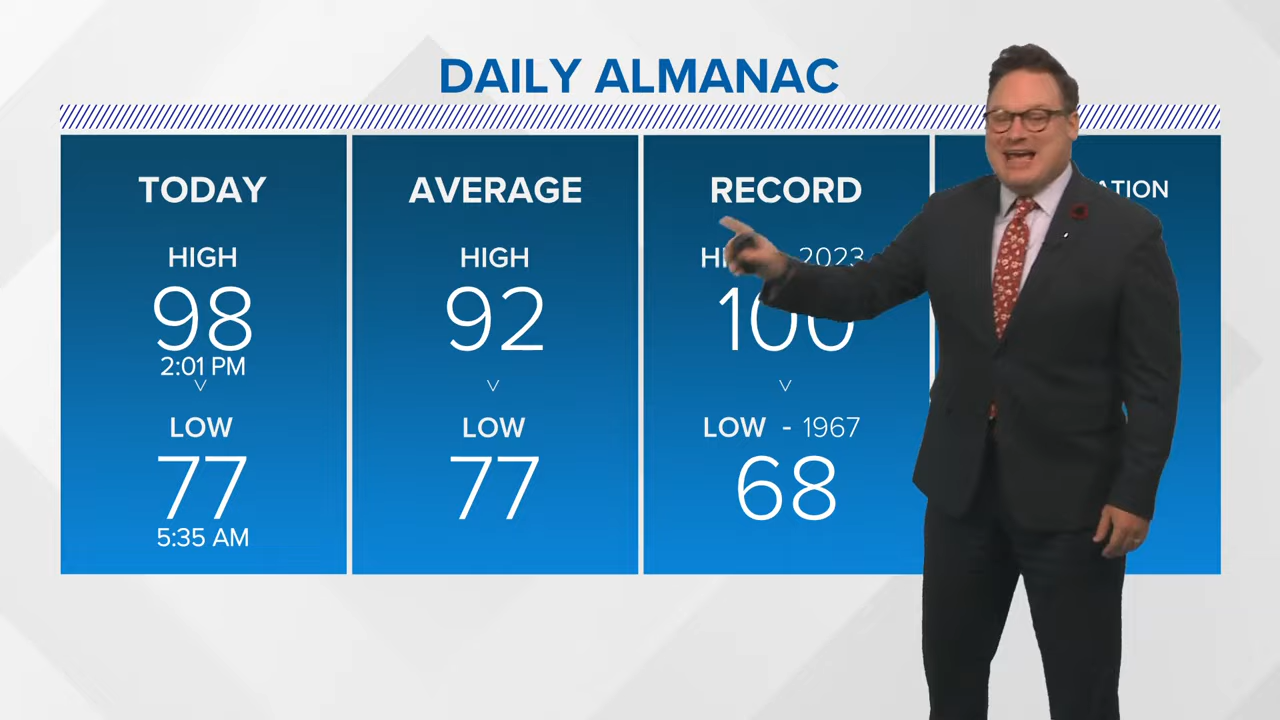 DAILY ALMANAC
TODAY
HIGH
98
2:01 PM
LOW
77
5:35 AM
AVERAGE
HIGH
92
LOW
77
RECORD
2023
100
LOW - 1967
68